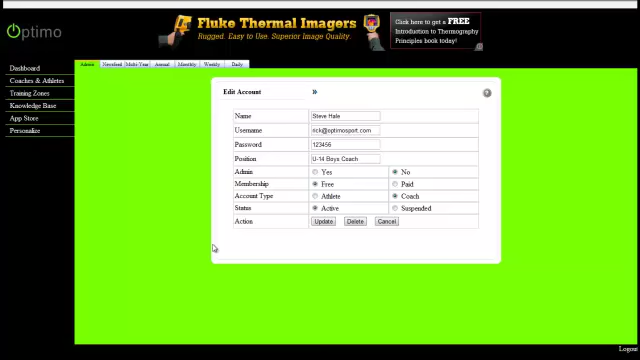 Optimo
Fluke Thermal Imagers
Rugged. Easy to Use. Superior Image Quality.
Click here to get a FREE
Introduction to Thermography
Principles book today!
Admin
Newsfeed
Multi-Year
Annual
Monthly
Weekly
Daily
Dashboard
Coaches & Athletes
Training Zones
Knowledge Base
App Store
Personalize
Edit Account
»
?
Name Steve Hale
Username rick@optimosport.com
Password 123456
Position U-14 Boys Coach
Admin Yes No
Membership Free Paid
Account Type Athlete Coach
Status Active Suspended
Action Update Delete Cancel
Logout